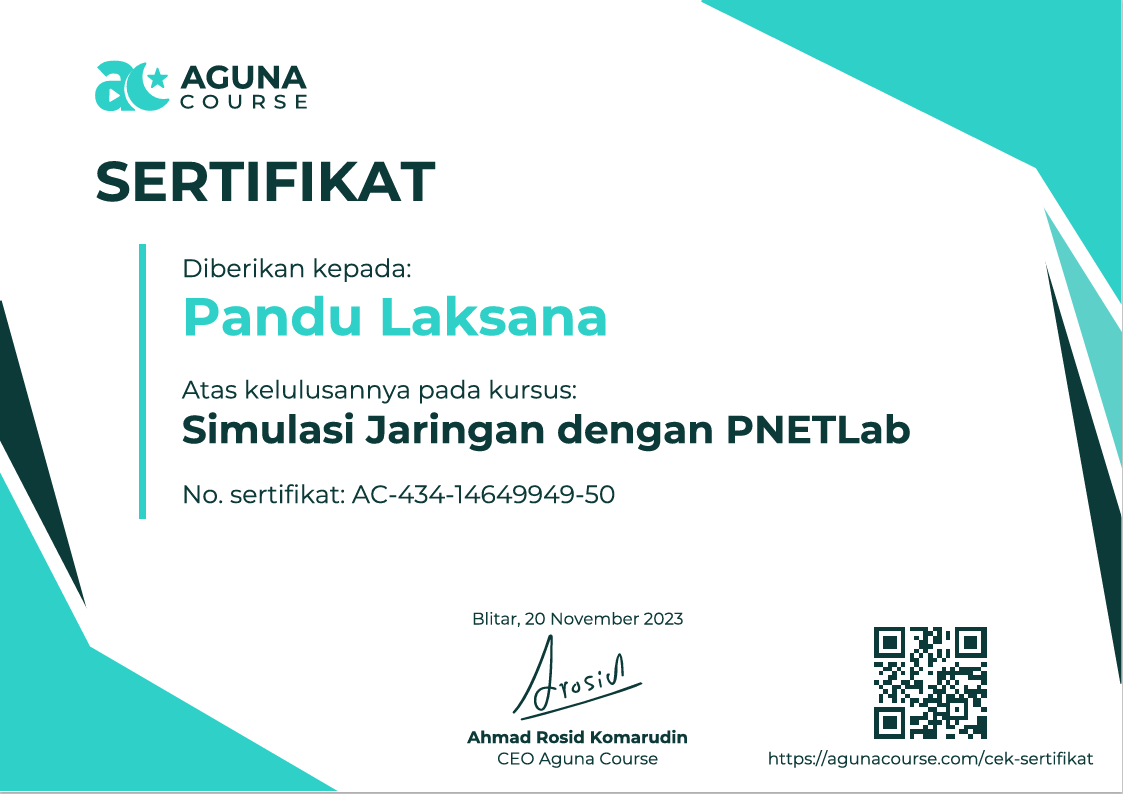 AGUNA
COURSE
SERTIFIKAT
Diberikan kepada:
Pandu Laksana
Atas kelulusannya pada kursus:
Simulasi Jaringan dengan PNETLab
No. sertifikat: AC-434-14649949-50
Blitar, 20 November 2023
Arosid
Ahmad Rosid Komarudin
CEO Aguna Course
https://agunacourse.com/cek-sertifikat